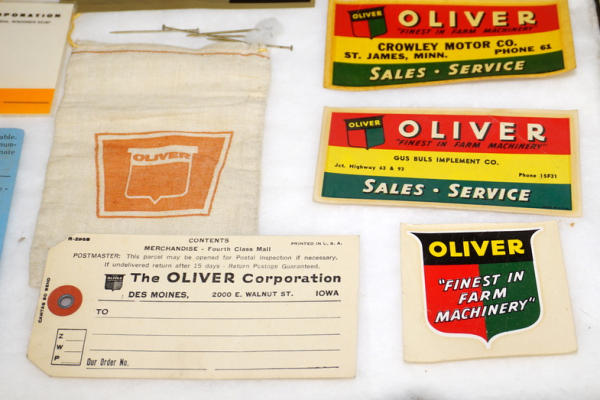 PORATION
OLIVER
OLIVER
"FINEST IN FARM MACHINERY"
CROWLEY MOTOR CO.
ST. JAMES, MINN. PHONE 61
SALES · SERVICE
OLIVER
OLIVER
OLIVER
"FINEST IN FARM MACHINERY"
GUS BULS IMPLEMENT CO.
Jct. Highway 63 & 93 Phone 15F31
SALES · SERVICE
CONTENTS
MERCHANDISE - Fourth Class Mail
PRINTED IN U. S. A.
POSTMASTER: This parcel may be opened for Postal inspection if necessary.
If undelivered return after 15 days - Return Postage Guaranteed.
The OLIVER Corporation
DES MOINES, 2000 E. WALNUT ST. IOWA
TO
Z W P
Our Order No.
OLIVER
"FINEST IN
FARM
MACHINERY"